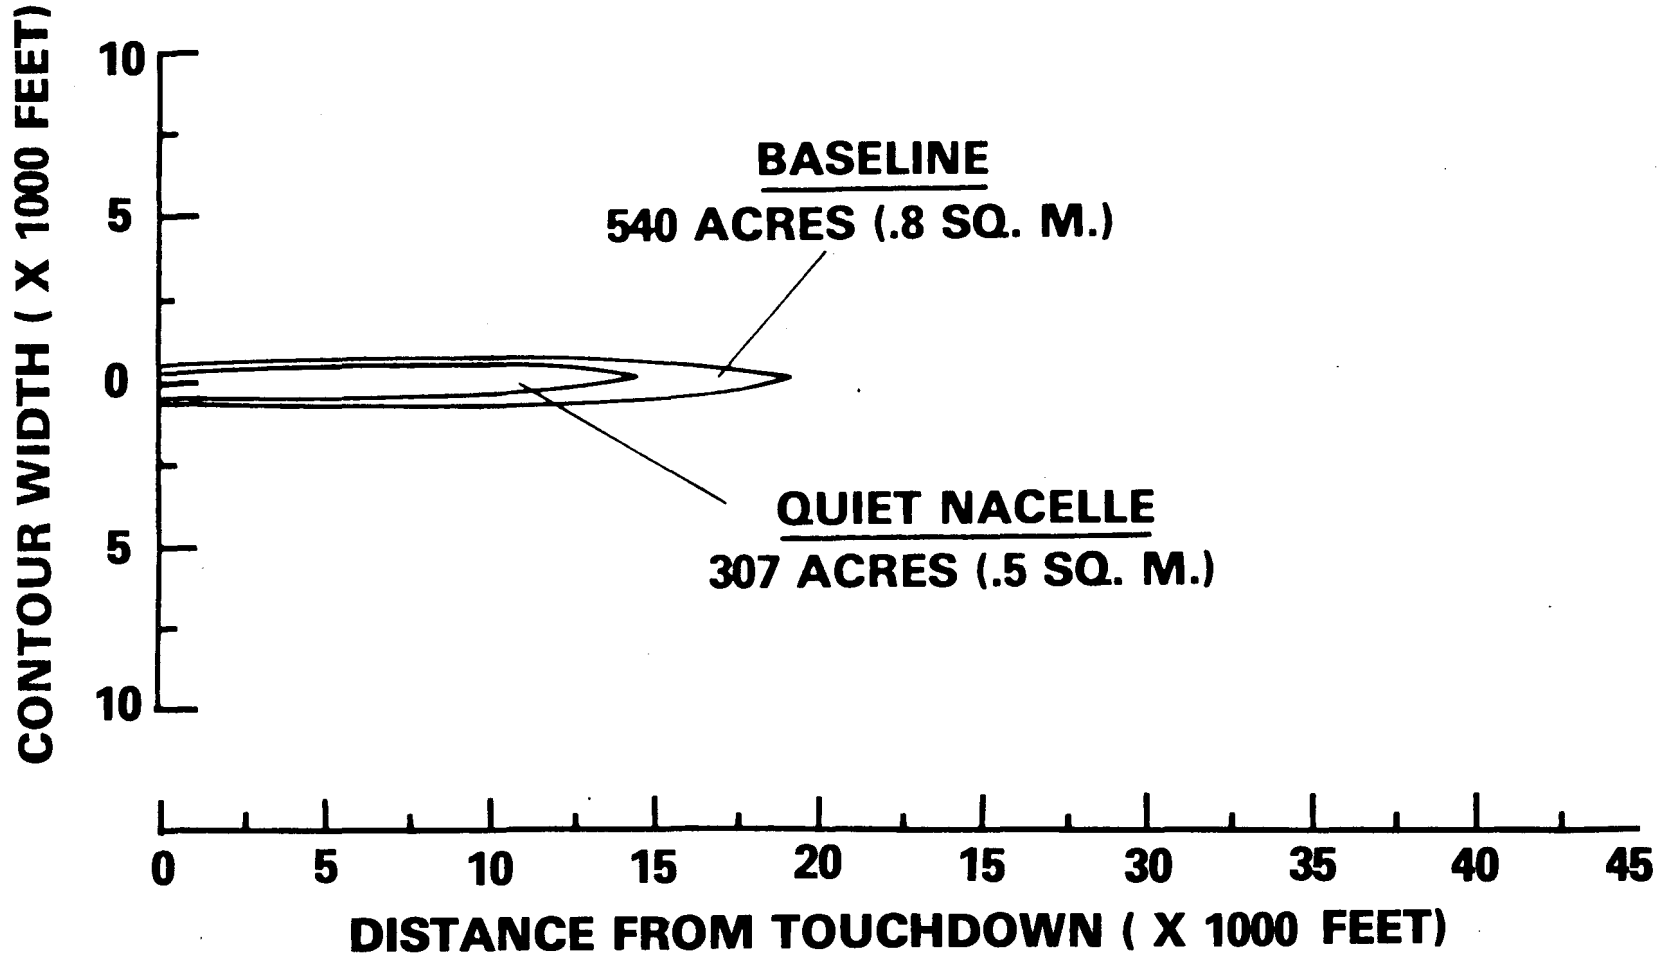 CONTOUR WIDTH ( X 1000 FEET)
10
5
0
5
10
BASELINE
540 ACRES (.8 SQ. M.)
QUIET NACELLE
307 ACRES (.5 SQ. M.)
0 5 10 15 20 15 30 35 40 45
DISTANCE FROM TOUCHDOWN ( X 1000 FEET)